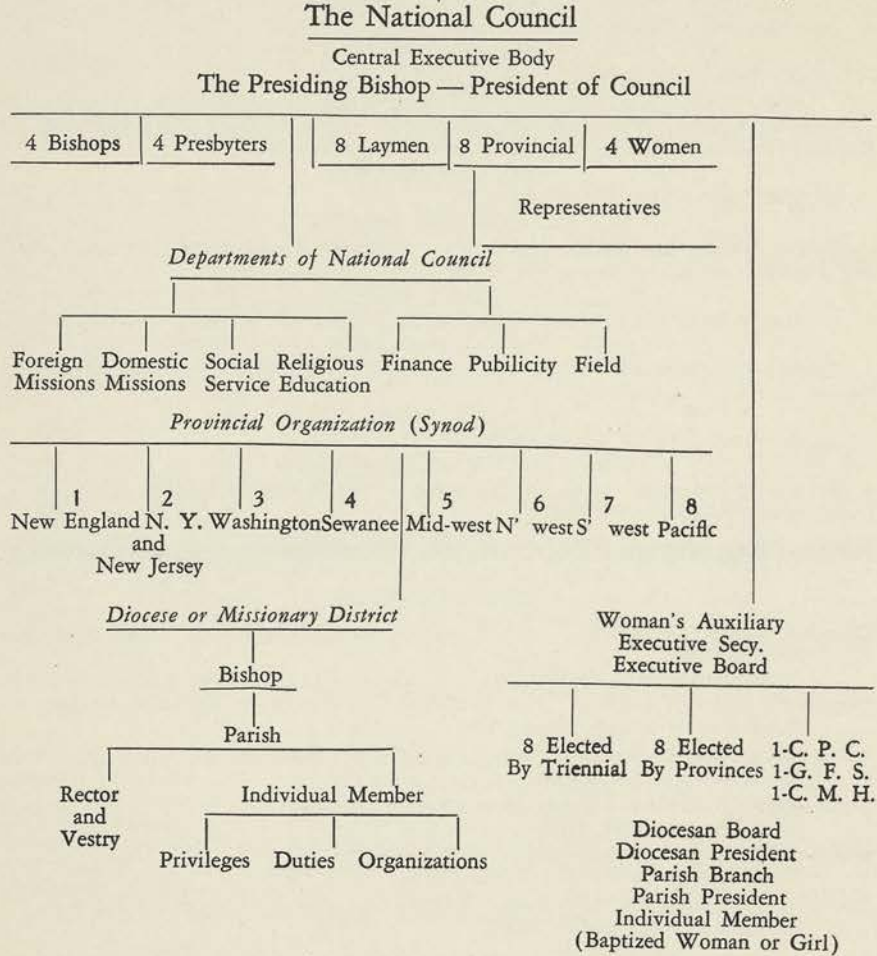 The National Council
Central Executive Body
The Presiding Bishop — President of Council
4 Bishops 4 Presbyters 8 Laymen 8 Provincial 4 Women
Representatives
Departments of National Council
Foreign Domestic Social Religious Finance Pubilicity Field
Missions Missions Service Education
Provincial Organization (Synod)
1 2 3 4 5 6 7 8
New England N. Y. Washington Sewanee Mid-west N' west S' west Pacific
and
New Jersey
Diocese or Missionary District
Bishop
Parish
Rector
and
Vestry
Individual Member
Privileges Duties Organizations
Woman's Auxiliary
Executive Secy.
Executive Board
8 Elected 8 Elected 1-C. P. C.
By Triennial By Provinces 1-G. F. S.
1-C. M. H.
Diocesan Board
Diocesan President
Parish Branch
Parish President
Individual Member
(Baptized Woman or Girl)